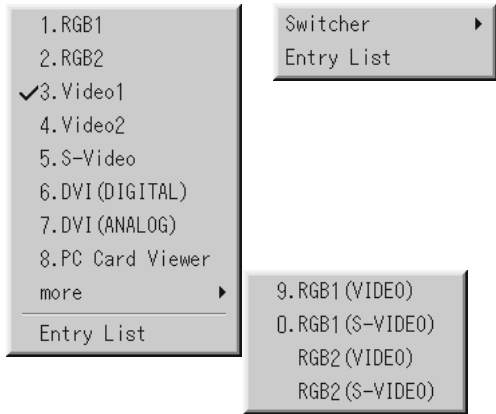 1.RGB1
2.RGB2
✓3.Video1
4.Video2
5.S-Video
6.DVI(DIGITAL)
7.DVI(ANALOG)
8.PC Card Viewer
more
Entry List
Switcher
Entry List
9.RGB1(VIDEO)
0.RGB1(S-VIDEO)
RGB2(VIDEO)
RGB2(S-VIDEO)